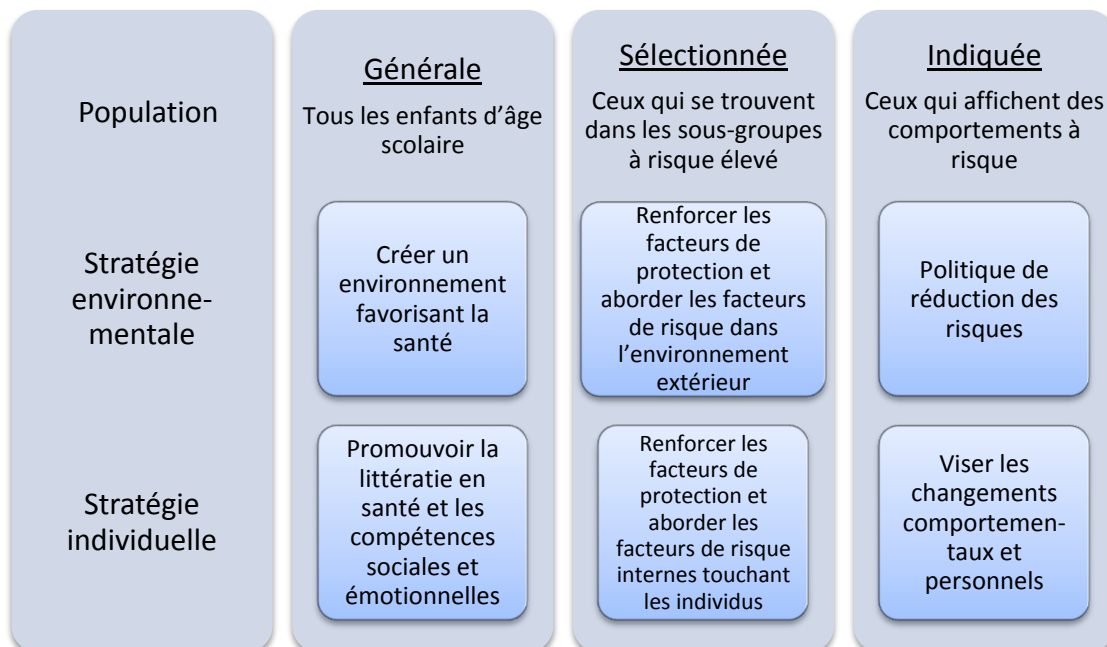 Population
Générale
Tous les enfants d'âge
scolaire
Sélectionnée
Ceux qui se trouvent
dans les sous-groupes
à risque élevé
Indiquée
Ceux qui affichent des
comportements à
risque
Stratégie
environne-
mentale
Créer un
environnement
favorisant la
santé
Renforcer les
facteurs de
protection et
aborder les facteurs
de risque dans
l'environnement
extérieur
Politique de
réduction des
risques
Stratégie
individuelle
Promouvoir la
littératie en
santé et les
compétences
sociales et
émotionnelles
Renforcer les
facteurs de
protection et
aborder les
facteurs de risque
internes touchant
les individus
Viser les
changements
comportemen-
taux et
personnels